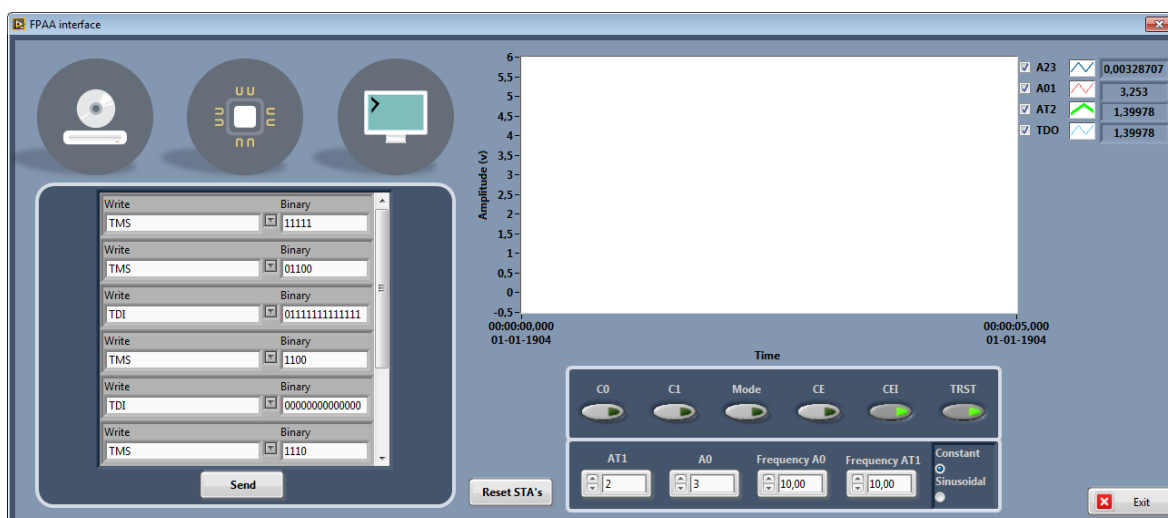 FPAA interface
Write Binary
TMS 11111
Write Binary
TMS 01100
Write Binary
TDI 01111111111111
Write Binary
TMS 1100
Write Binary
TDI 00000000000000
Write Binary
TMS 1110
Send
Amplitude (v)
6
5,5
5
4,5
4
3,5
3
2,5
2
1,5
1
0,5
0
-0,5
00:00:00,000 00:00:05,000
01-01-1904 01-01-1904
Time
A23 0,00328707
A01 3,253
AT2 1,39978
TDO 1,39978
C0 C1 Mode CE CEI TRST
AT1 A0 Frequency A0 Frequency AT1
2 3 10,00 10,00
Constant
Sinusoidal
Reset STA's
Exit